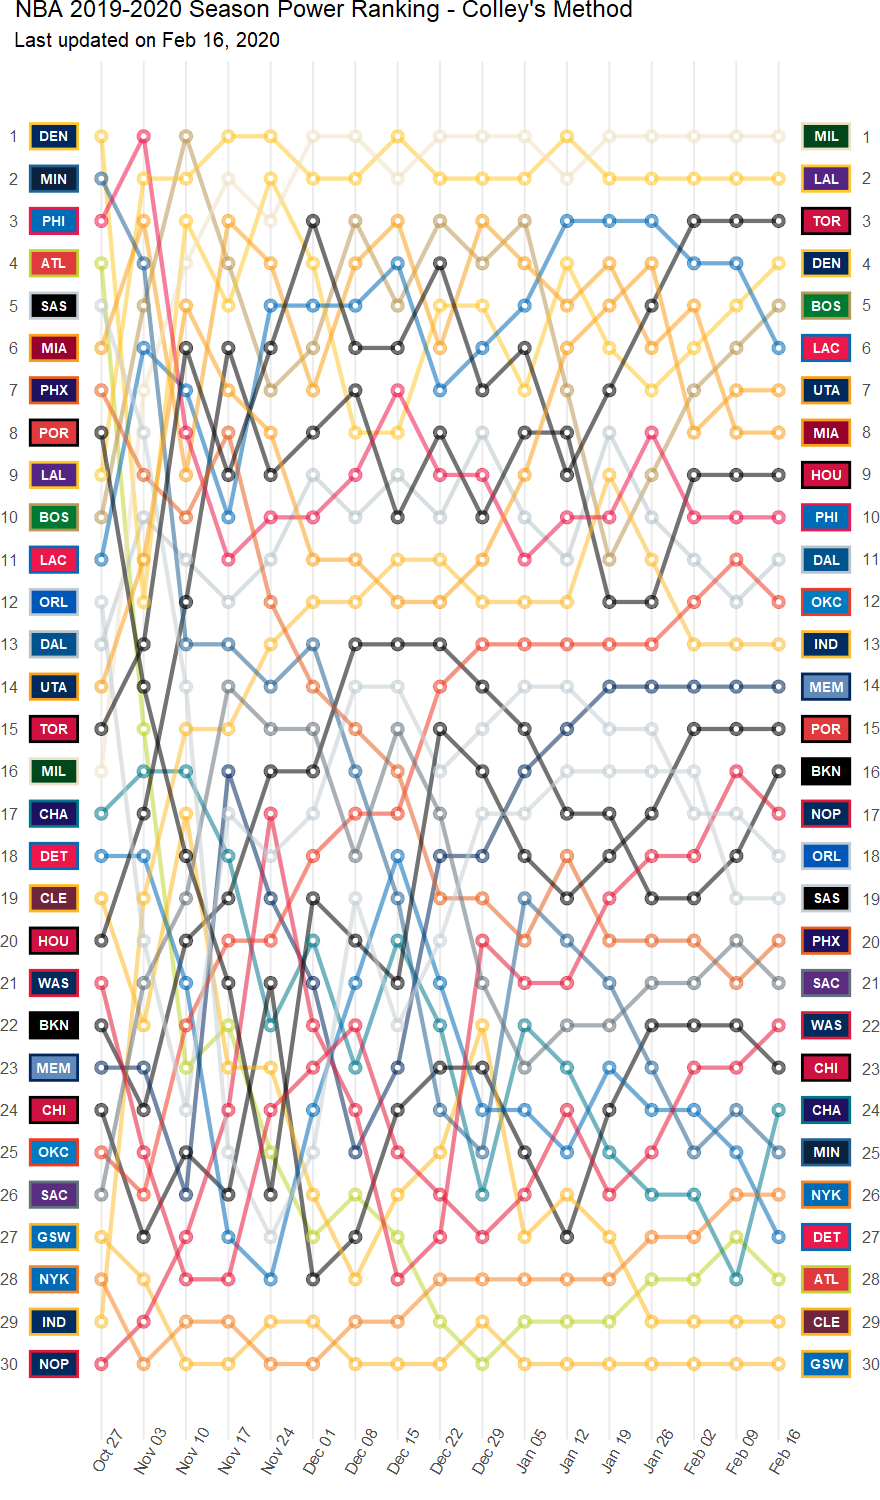 NBA 2019-2020 Season Power Ranking - Colley's Method
Last updated on Feb 16, 2020
1 DEN MIL 1
2 MIN LAL 2
3 PHI TOR 3
4 ATL DEN 4
5 SAS BOS 5
6 MIA LAC 6
7 PHX UTA 7
8 POR MIA 8
9 LAL HOU 9
10 BOS PHI 10
11 LAC DAL 11
12 ORL OKC 12
13 DAL IND 13
14 UTA MEM 14
15 TOR POR 15
16 MIL BKN 16
17 CHA NOP 17
18 DET ORL 18
19 CLE SAS 19
20 HOU PHX 20
21 WAS SAC 21
22 BKN WAS 22
23 MEM CHI 23
24 CHI CHA 24
25 OKC MIN 25
26 SAC NYK 26
27 GSW DET 27
28 NYK ATL 28
29 IND CLE 29
30 NOP GSW 30
Oct 27 Nov 03 Nov 10 Nov 17 Nov 24 Dec 01 Dec 08 Dec 15 Dec 22 Dec 29 Jan 05 Jan 12 Jan 19 Jan 26 Feb 02 Feb 09 Feb 16